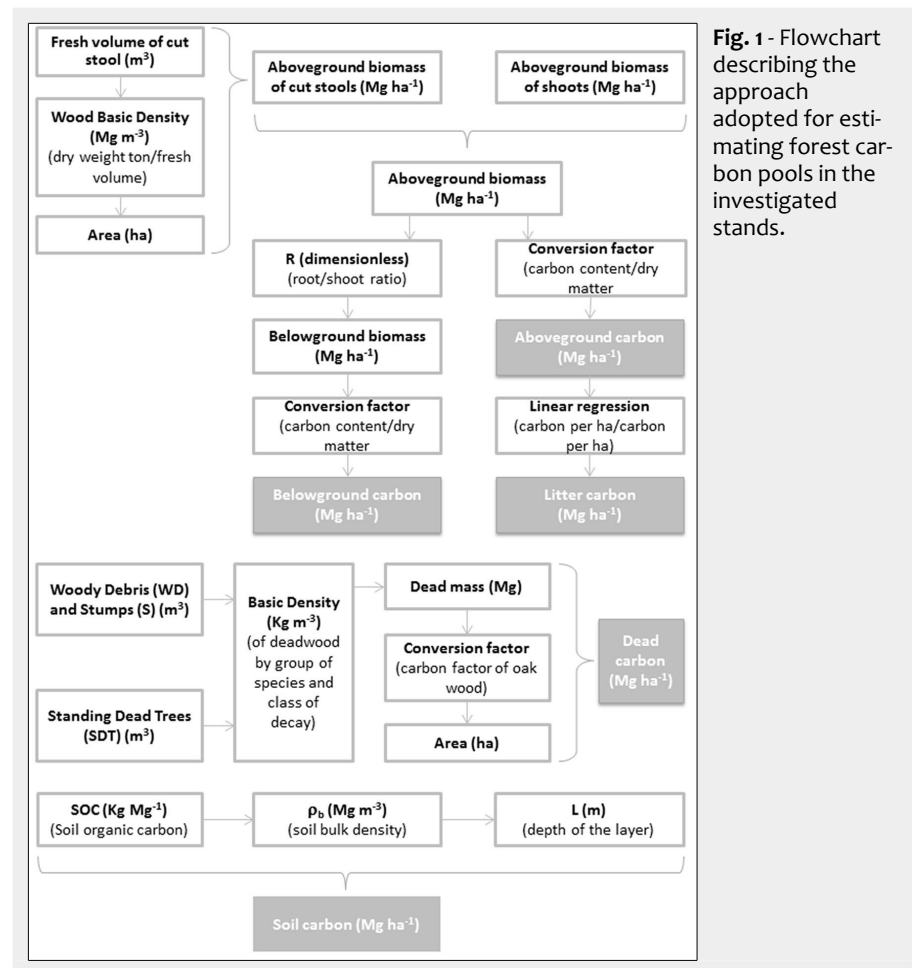 Fresh volume of cut
stool (m³)
Wood Basic Density
(Mg m⁻³)
(dry weight ton/fresh
volume)
Area (ha)
Aboveground biomass
of cut stools (Mg ha⁻¹)
Aboveground biomass
of shoots (Mg ha⁻¹)
Aboveground biomass
(Mg ha⁻¹)
R (dimensionless)
(root/shoot ratio)
Belowground biomass
(Mg ha⁻¹)
Conversion factor
(carbon content/dry
matter
Belowground carbon
(Mg ha⁻¹)
Conversion factor
(carbon content/dry
matter
Aboveground carbon
(Mg ha⁻¹)
Linear regression
(carbon per ha/carbon
per ha)
Litter carbon
(Mg ha⁻¹)
Woody Debris (WD)
and Stumps (S) (m³)
Standing Dead Trees
(SDT) (m³)
Basic Density
(Kg m⁻³)
(of deadwood
by group of
species and
class of
decay)
Dead mass (Mg)
Conversion factor
(carbon factor of oak
wood)
Area (ha)
Dead
carbon
(Mg ha⁻¹)
SOC (Kg Mg⁻¹)
(Soil organic carbon)
ρb (Mg m⁻³)
(soil bulk density)
L (m)
(depth of the layer)
Soil carbon (Mg ha⁻¹)
Fig. 1 - Flowchart
describing the
approach
adopted for esti-
mating forest car-
bon pools in the
investigated
stands.